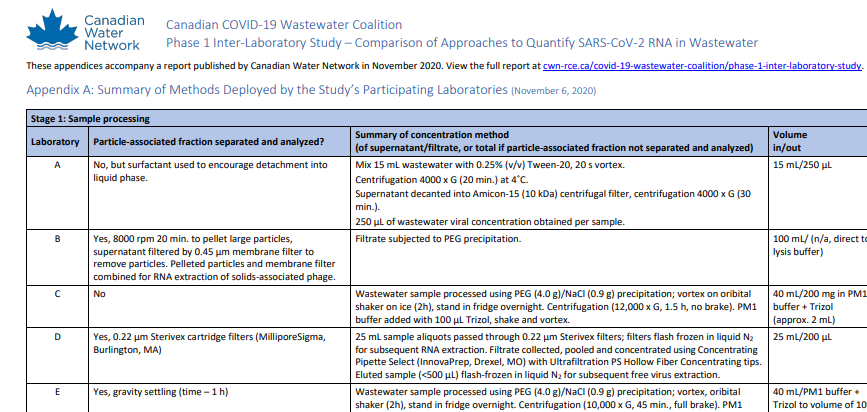 Canadian
Water
Network
Canadian COVID-19 Wastewater Coalition
Phase 1 Inter-Laboratory Study – Comparison of Approaches to Quantify SARS-CoV-2 RNA in Wastewater
These appendices accompany a report published by Canadian Water Network in November 2020. View the full report at cwn-rce.ca/covid-19-wastewater-coalition/phase-1-inter-laboratory-study.
Appendix A: Summary of Methods Deployed by the Study's Participating Laboratories (November 6, 2020)
Stage 1: Sample processing
Laboratory
Particle-associated fraction separated and analyzed?
Summary of concentration method
(of supernatant/filtrate, or total if particle-associated fraction not separated and analyzed)
Volume
in/out
A
No, but surfactant used to encourage detachment into
liquid phase.
Mix 15 mL wastewater with 0.25% (v/v) Tween-20, 20 s vortex.
Centrifugation 4000 x G (20 min.) at 4˚C.
Supernatant decanted into Amicon-15 (10 kDa) centrifugal filter, centrifugation 4000 x G (30
min.).
250 µL of wastewater viral concentration obtained per sample.
15 mL/250 µL
B
Yes, 8000 rpm 20 min. to pellet large particles,
supernatant filtered by 0.45 µm membrane filter to
remove particles. Pelleted particles and membrane filter
combined for RNA extraction of solids-associated phage.
Filtrate subjected to PEG precipitation.
100 mL/ (n/a, direct to
lysis buffer)
C
No
Wastewater sample processed using PEG (4.0 g)/NaCl (0.9 g) precipitation; vortex on oribital
shaker on ice (2h), stand in fridge overnight. Centrifugation (12,000 x G, 1.5 h, no brake). PM1
buffer added with 100 µL Trizol, shake and vortex.
40 mL/200 mg in PM1
buffer + Trizol
(approx. 2 mL)
D
Yes, 0.22 µm Sterivex cartridge filters (MilliporeSigma,
Burlington, MA)
25 mL sample aliquots passed through 0.22 µm Sterivex filters; filters flash frozen in liquid N₂
for subsequent RNA extraction. Filtrate collected, pooled and concentrated using Concentrating
Pipette Select (InnovaPrep, Drexel, MO) with Ultrafiltration PS Hollow Fiber Concentrating tips.
Eluted sample (<500 µL) flash-frozen in liquid N₂ for subsequent free virus extraction.
25 mL/200 µL
E
Yes, gravity settling (time – 1 h)
Wastewater sample processed using PEG (4.0 g)/NaCl (0.9 g) precipitation; vortex, oribital
shaker (2h), stand in fridge overnight. Centrifugation (10,000 x G, 45 min., full brake). PM1
40 mL/PM1 buffer +
Trizol to volume of 10